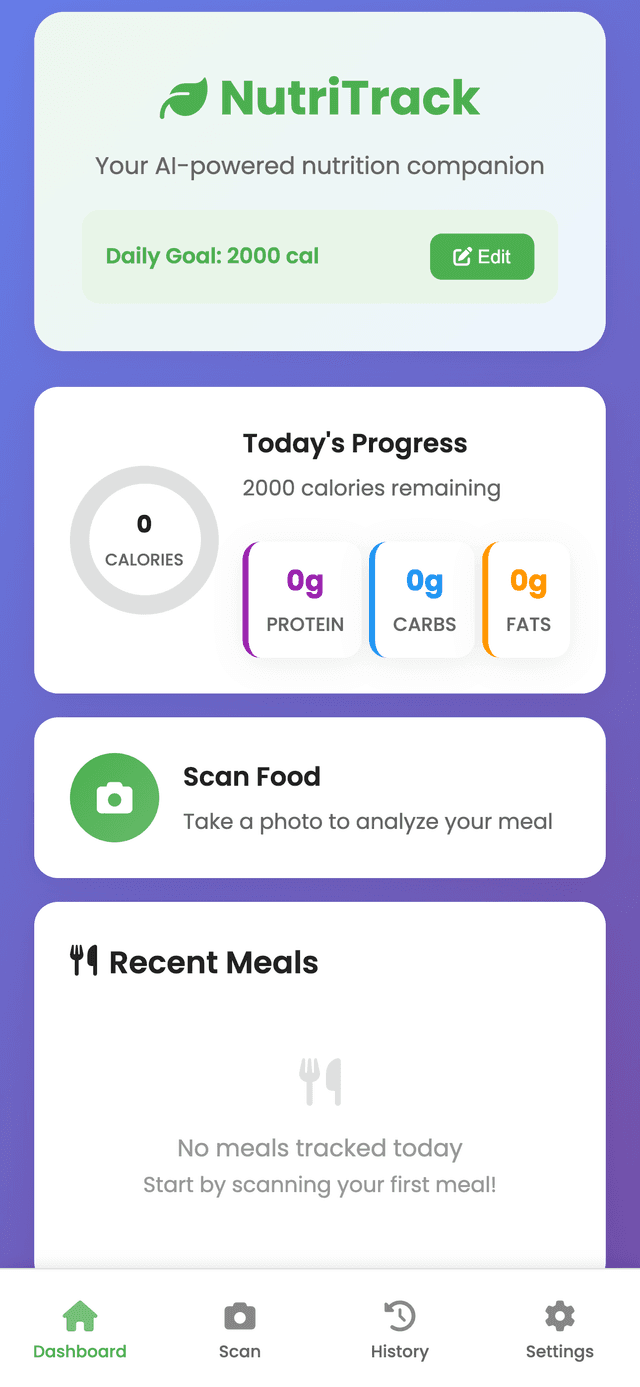 NutriTrack
Your AI-powered nutrition companion
Daily Goal: 2000 cal
Edit
Today's Progress
2000 calories remaining
0
CALORIES
0g
PROTEIN
0g
CARBS
0g
FATS
Scan Food
Take a photo to analyze your meal
Recent Meals
No meals tracked today
Start by scanning your first meal!
Dashboard
Scan
History
Settings